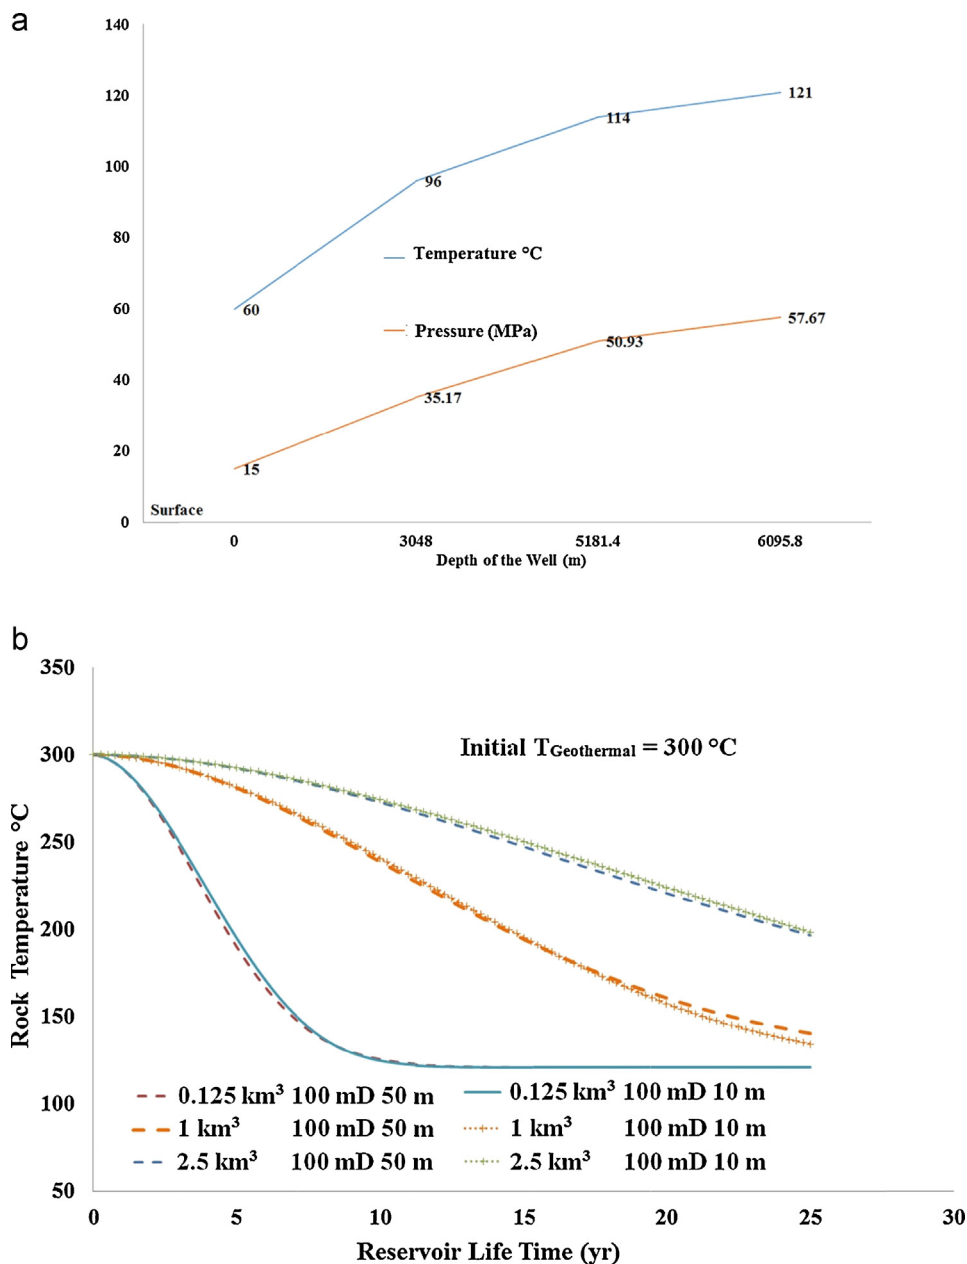 a
140
120
100
80
60
40
20
0
121
114
96
Temperature °C
60
Pressure (MPa)
57.67
50.93
35.17
15
Surface
0 3048 5181.4 6095.8
Depth of the Well (m)
b
350
300
250
200
150
100
50
Rock Temperature °C
Initial TGeothermal = 300 °C
0.125 km³ 100 mD 50 m 0.125 km³ 100 mD 10 m
1 km³ 100 mD 50 m 1 km³ 100 mD 10 m
2.5 km³ 100 mD 50 m 2.5 km³ 100 mD 10 m
0 5 10 15 20 25 30
Reservoir Life Time (yr)